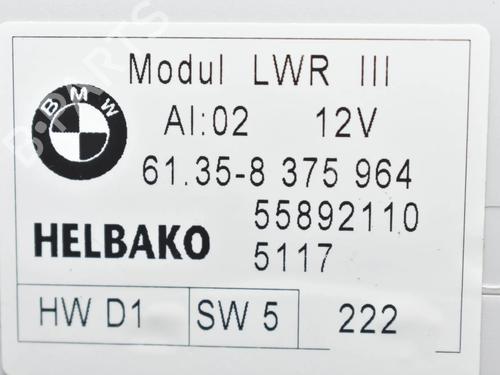 B-PARTS
Modul LWR III
BMW
AI:02 12V
61.35-8 375 964
55892110
HELBAKO
5117
HW D1 SW 5 222